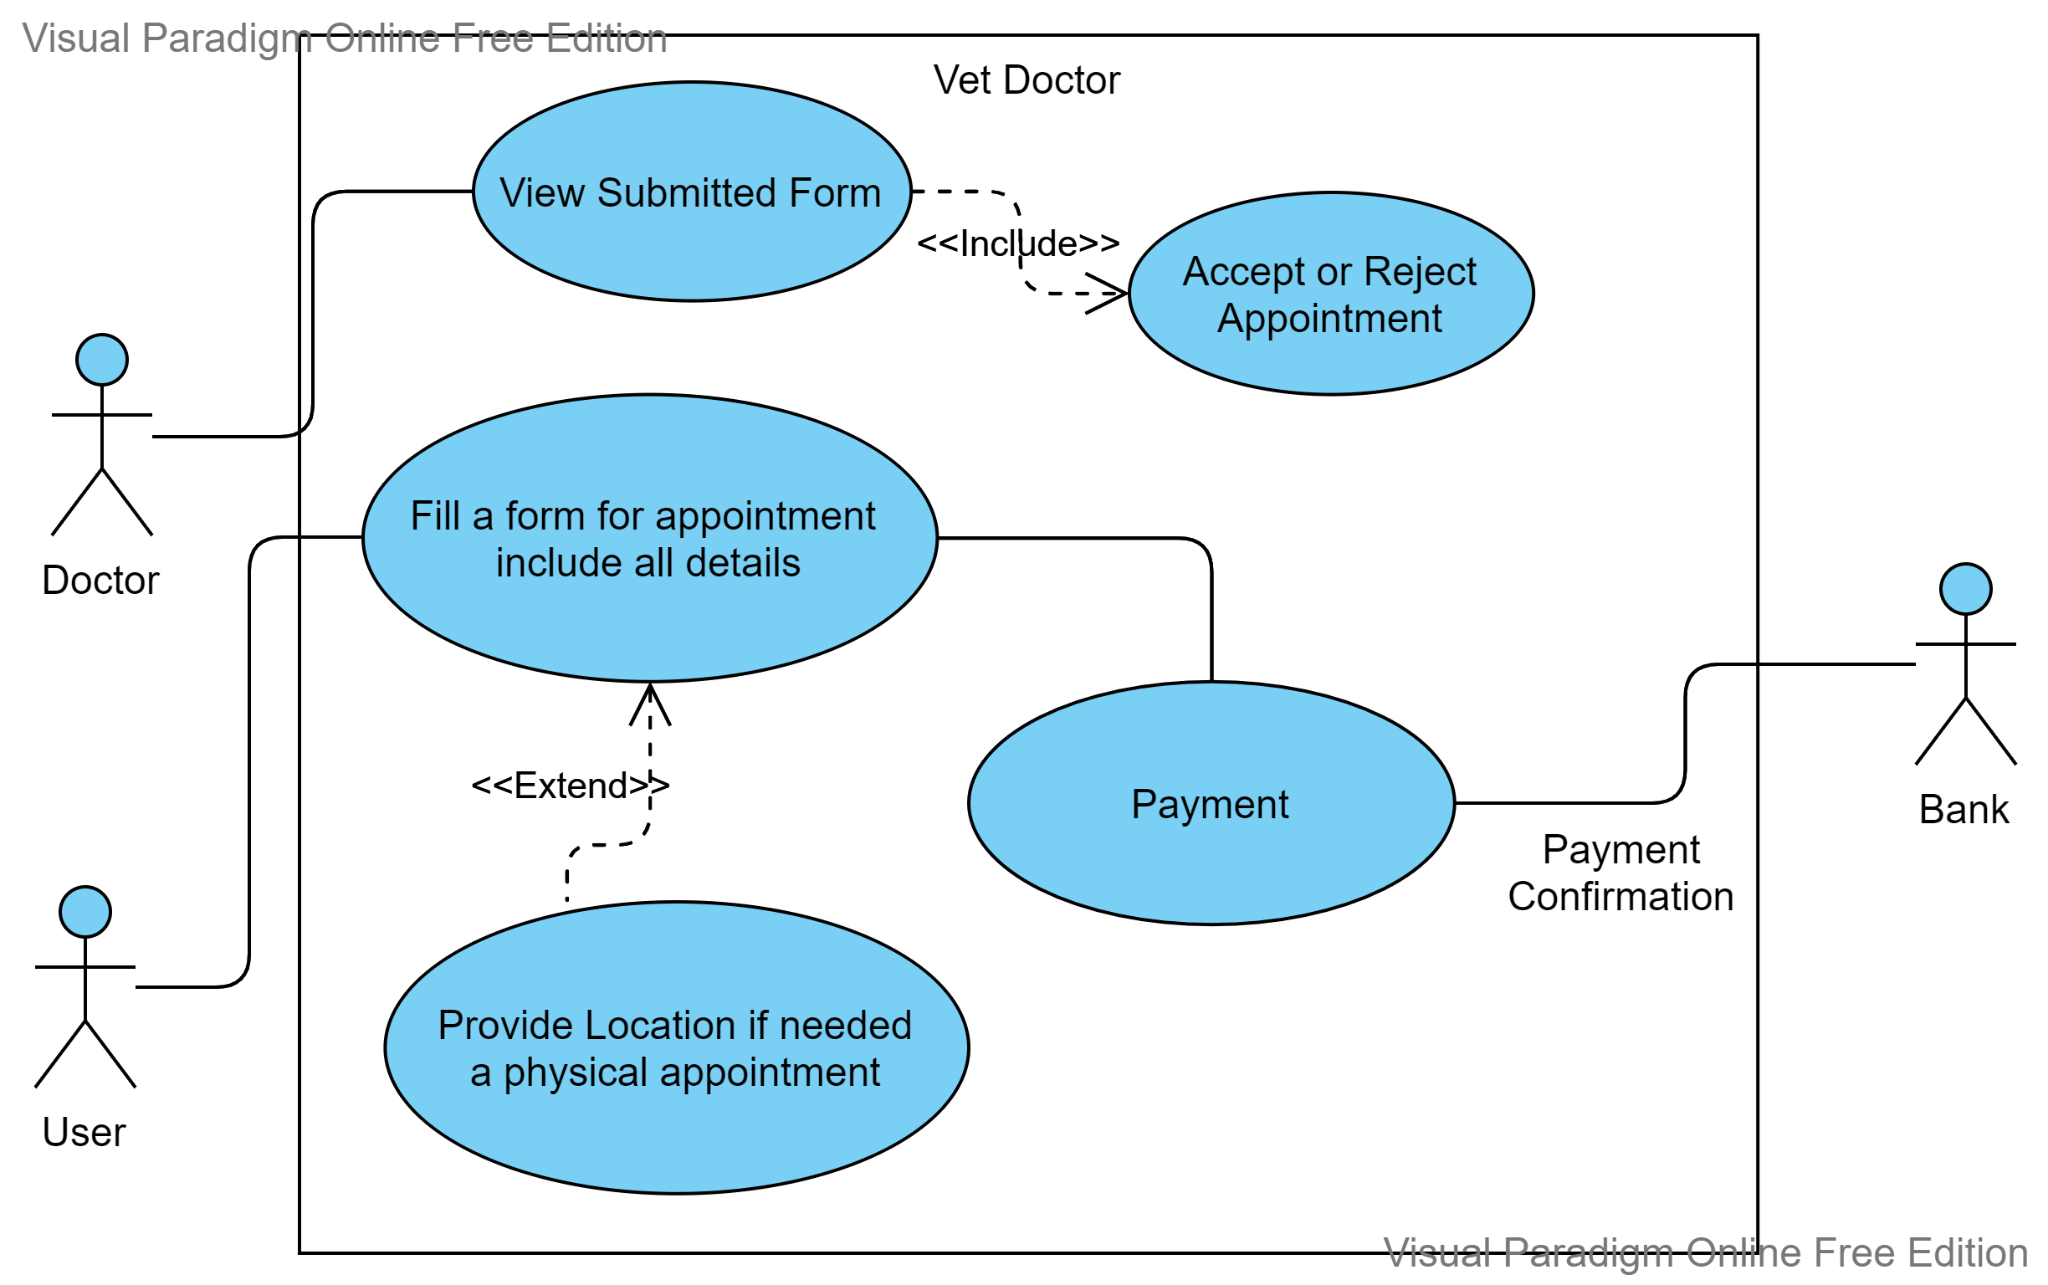 Visual Paradigm Online Free Edition
Vet Doctor
View Submitted Form
<<Include>>
Accept or Reject
Appointment
Doctor
Fill a form for appointment
include all details
<<Extend>>
Payment
Payment
Confirmation
Bank
Provide Location if needed
a physical appointment
User
Visual Paradigm Online Free Edition